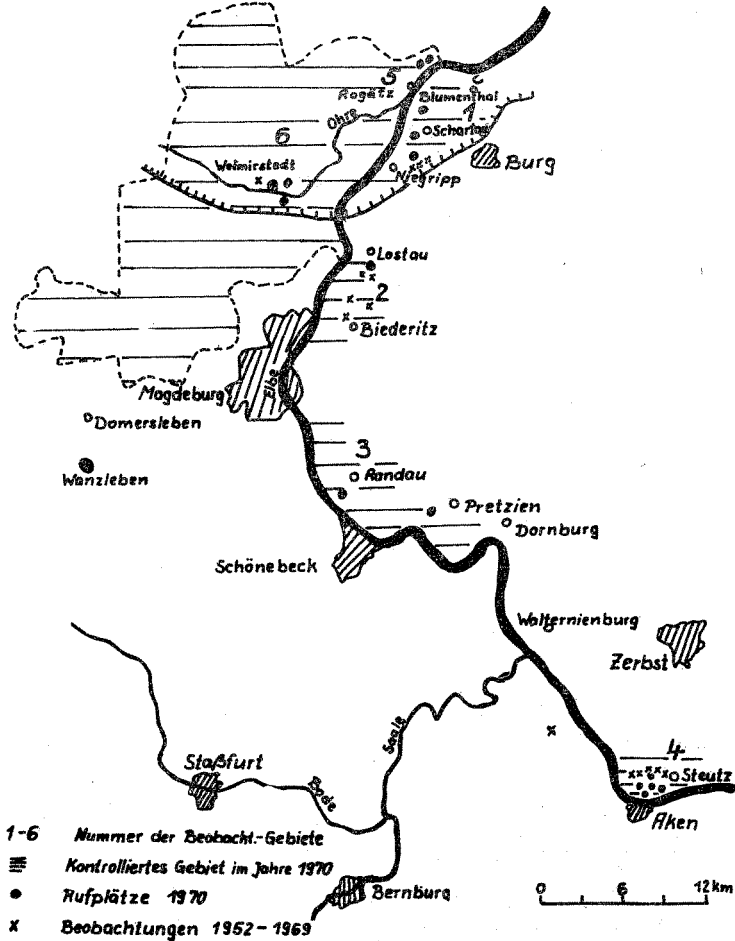 5
Rogätz
Blumenthal
Ohre
1
Schartau
6
Wolmirstedt
Niegripp
Burg
Lostau
2
Biederitz
Magdeburg
Elbe
Domersleben
3
Wanzleben
Randau
Pretzien
Dornburg
Schönebeck
Walternienburg
Zerbst
Saale
4
Staßfurt
Steutz
Bode
Aken
1-6 Nummer der Beobacht.-Gebiete
Kontrolliertes Gebiet im Jahre 1970
Rufplätze 1970
Bernburg
0 6 12 km
x Beobachtungen 1952-1969